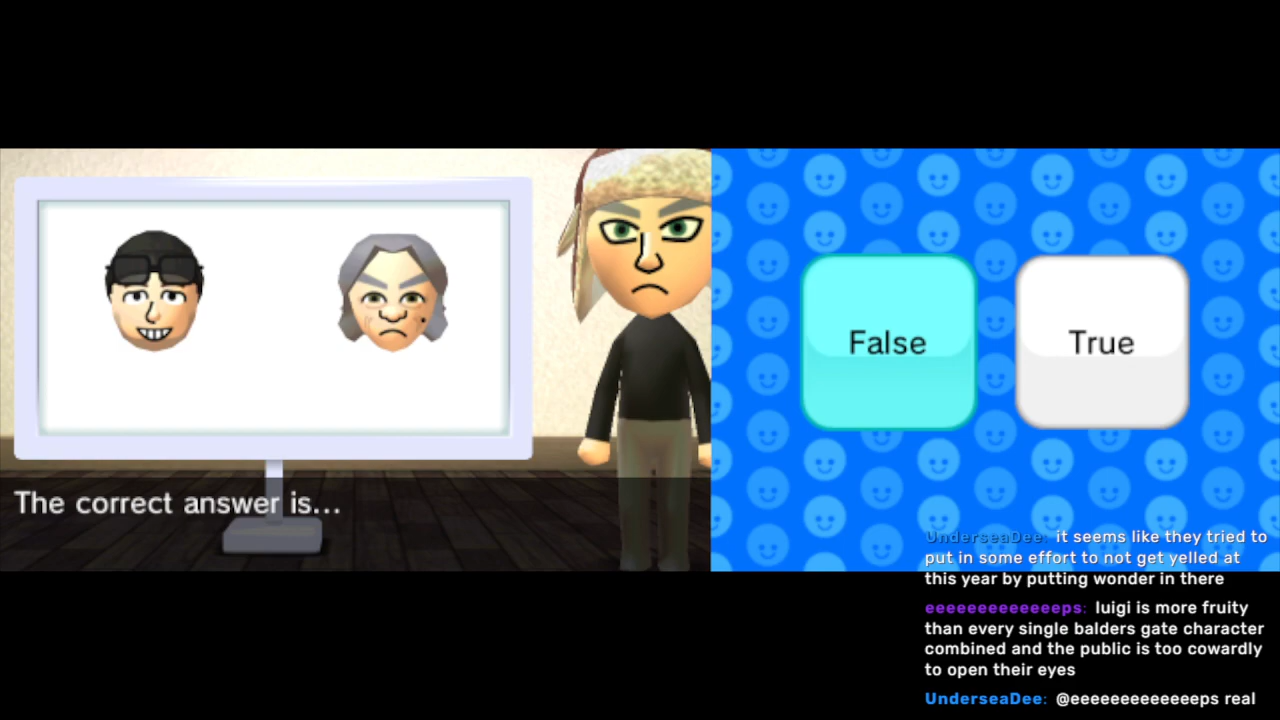 The correct answer is...
False
True
UnderseaDee: it seems like they tried to
put in some effort to not get yelled at
this year by putting wonder in there
eeeeeeeeeeeeeps: luigi is more fruity
than every single balders gate character
combined and the public is too cowardly
to open their eyes
UnderseaDee: @eeeeeeeeeeeeeps real